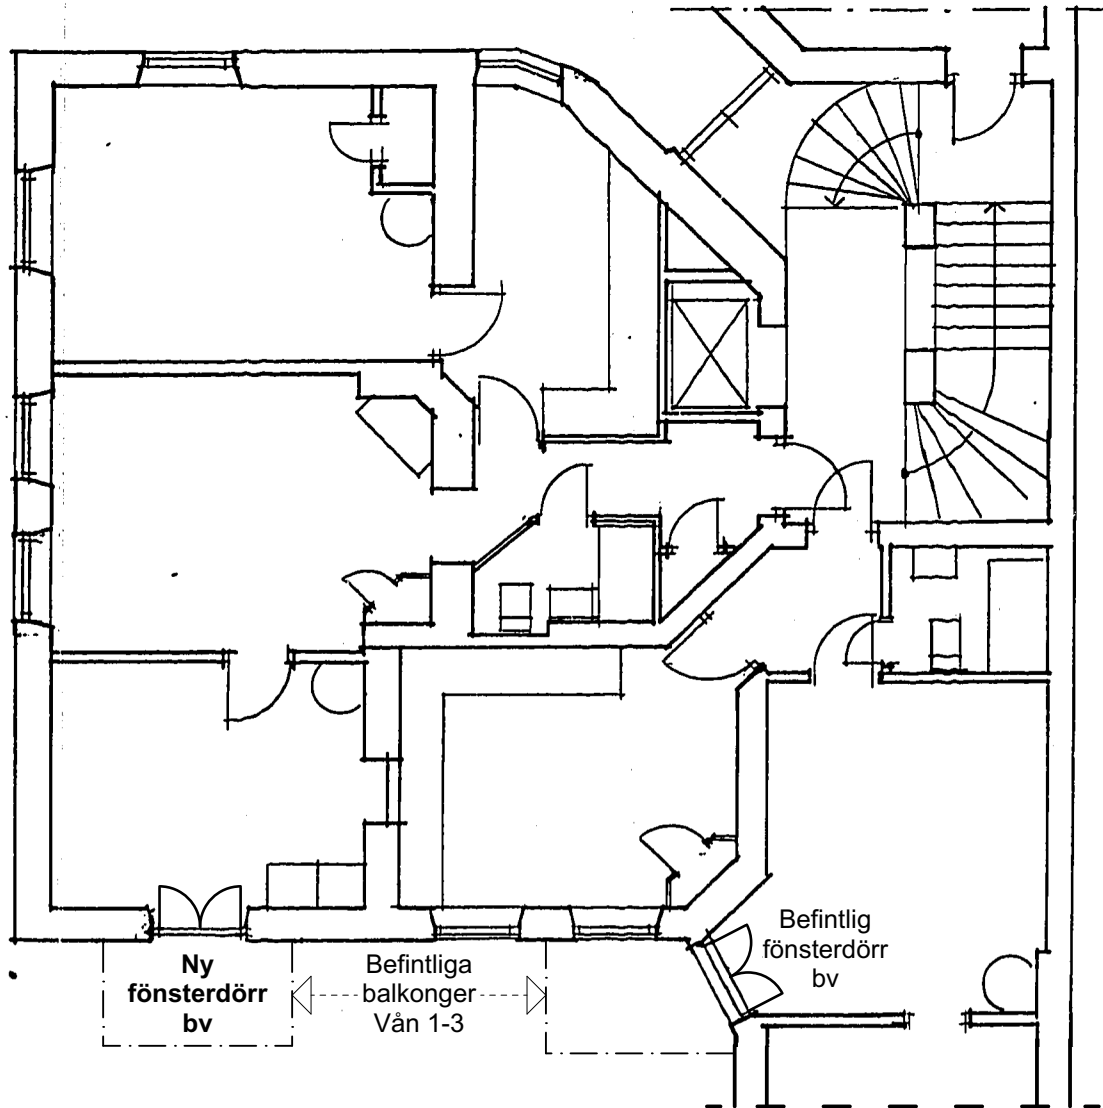 Ny
fönsterdörr
bv
Befintliga
balkonger
Vån 1-3
Befintlig
fönsterdörr
bv